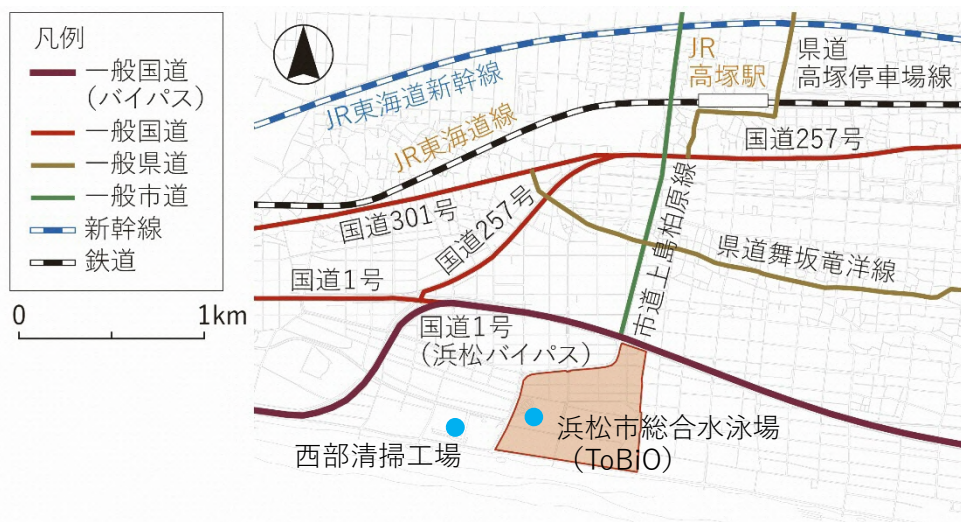 凡例
一般国道
(バイパス)
一般国道
一般県道
一般市道
新幹線
鉄道
0
1km
JR東海道新幹線
JR東海道線
JR
高塚駅
県道
高塚停車場線
国道257号
国道301号
国道257号
市道上島柏原線
県道舞坂竜洋線
国道1号
国道1号
(浜松バイパス)
西部清掃工場
浜松市総合水泳場
(ToBiO)